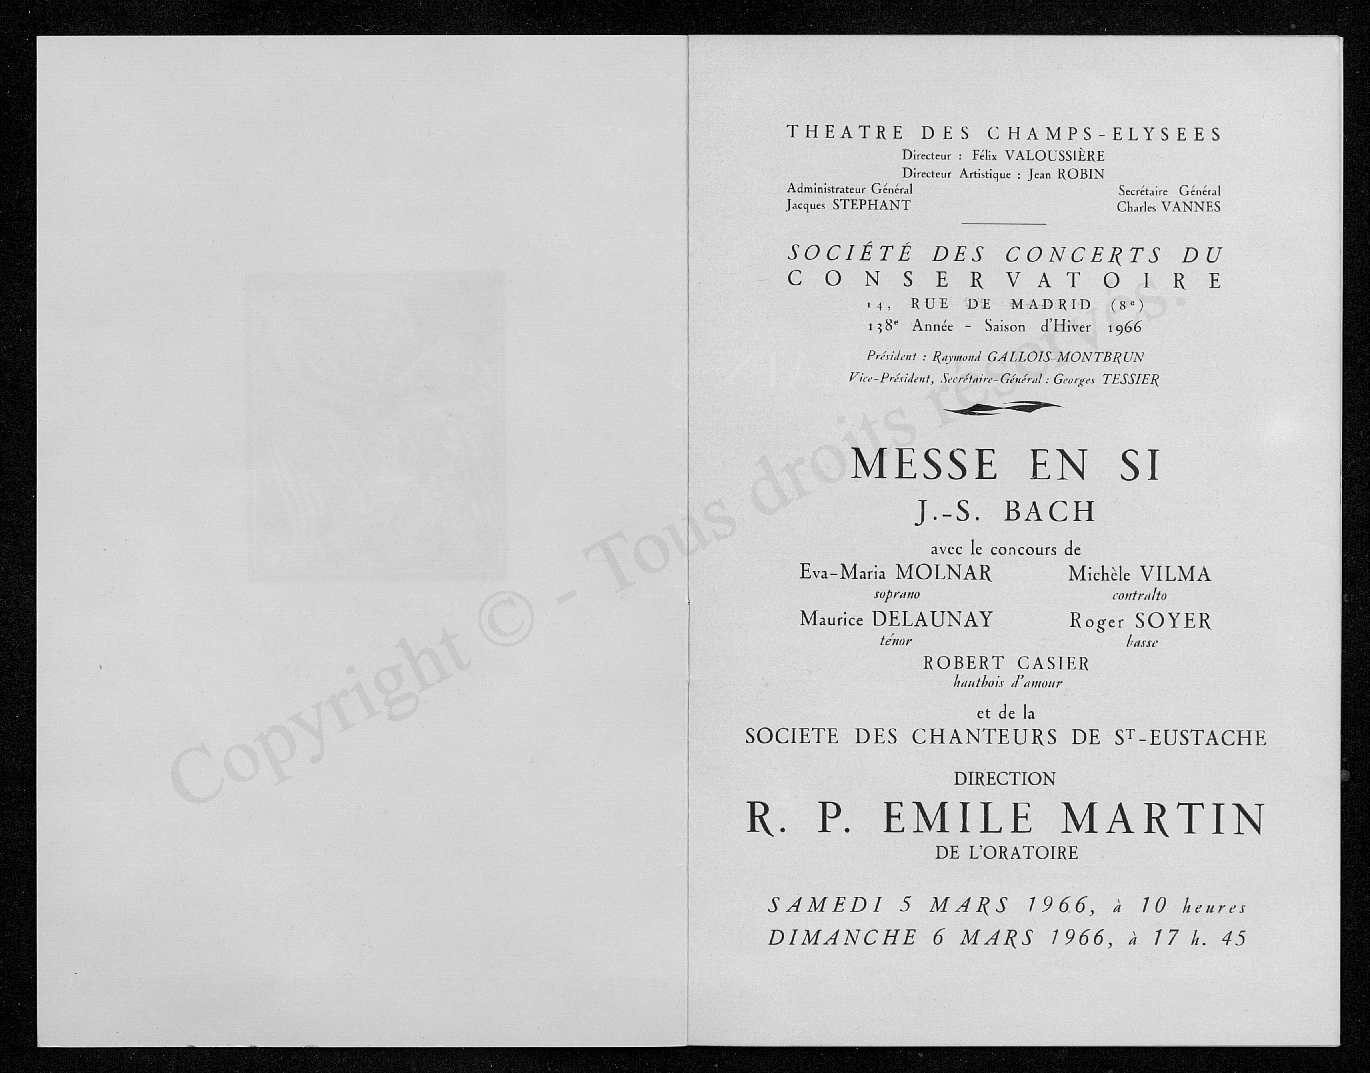 THEATRE DES CHAMPS-ELYSEES
Directeur : Félix VALOUSSIÈRE
Directeur Artistique : Jean ROBIN
Administrateur Général
Jacques STEPHANT
Secrétaire Général
Charles VANNES
SOCIÉTÉ DES CONCERTS DU
CONSERVATOIRE
14, RUE DE MADRID (8e)
138e Année - Saison d'Hiver 1966
Président : Raymond GALLOIS-MONTBRUN
Vice-Président, Secrétaire-Général : Georges TESSIER
MESSE EN SI
J.-S. BACH
avec le concours de
Eva-Maria MOLNAR
soprano
Michèle VILMA
contralto
Maurice DELAUNAY
ténor
Roger SOYER
basse
ROBERT CASIER
hautbois d'amour
et de la
SOCIETE DES CHANTEURS DE ST-EUSTACHE
DIRECTION
R. P. EMILE MARTIN
DE L'ORATOIRE
SAMEDI 5 MARS 1966, à 10 heures
DIMANCHE 6 MARS 1966, à 17 h. 45
Copyright © - Tous droits réservés.